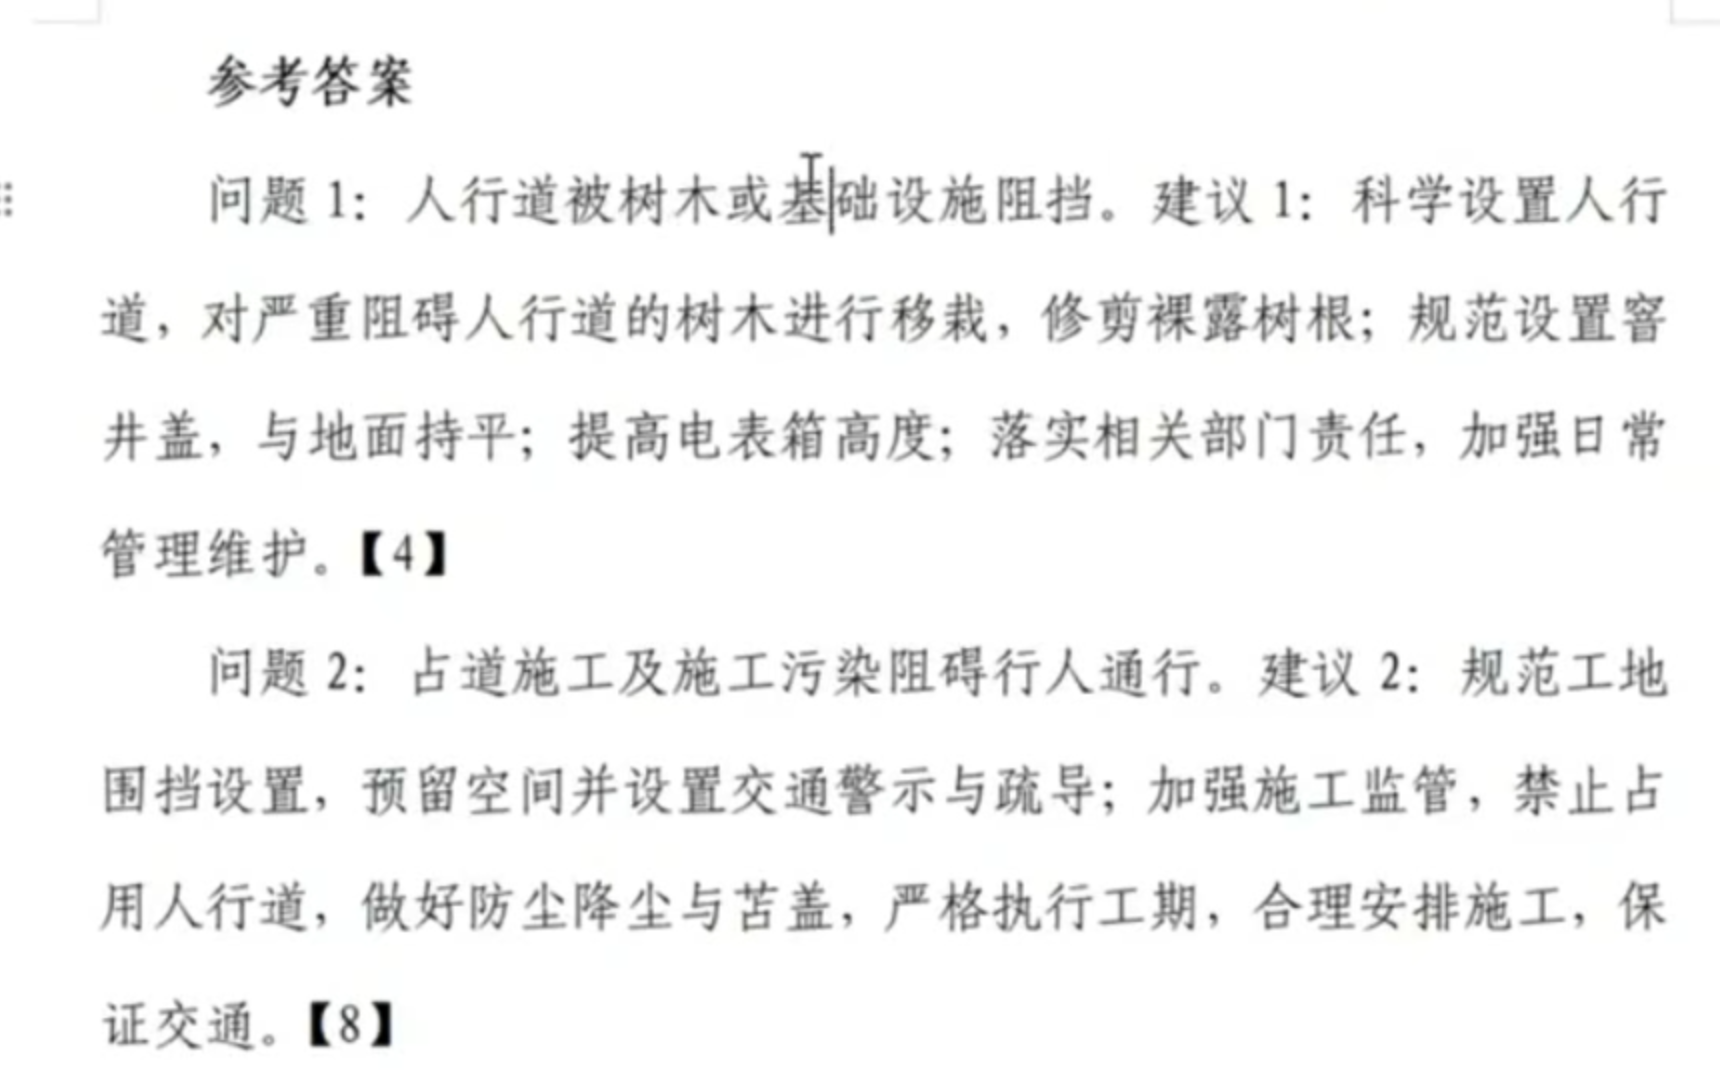 参考答案
问题 1：人行道被树木或基础设施阻挡。建议 1：科学设置人行
道，对严重阻碍人行道的树木进行移栽，修剪裸露树根；规范设置窨
井盖，与地面持平；提高电表箱高度；落实相关部门责任，加强日常
管理维护。【4】
问题 2：占道施工及施工污染阻碍行人通行。建议 2：规范工地
围挡设置，预留空间并设置交通警示与疏导；加强施工监管，禁止占
用人行道，做好防尘降尘与苫盖，严格执行工期，合理安排施工，保
证交通。【8】